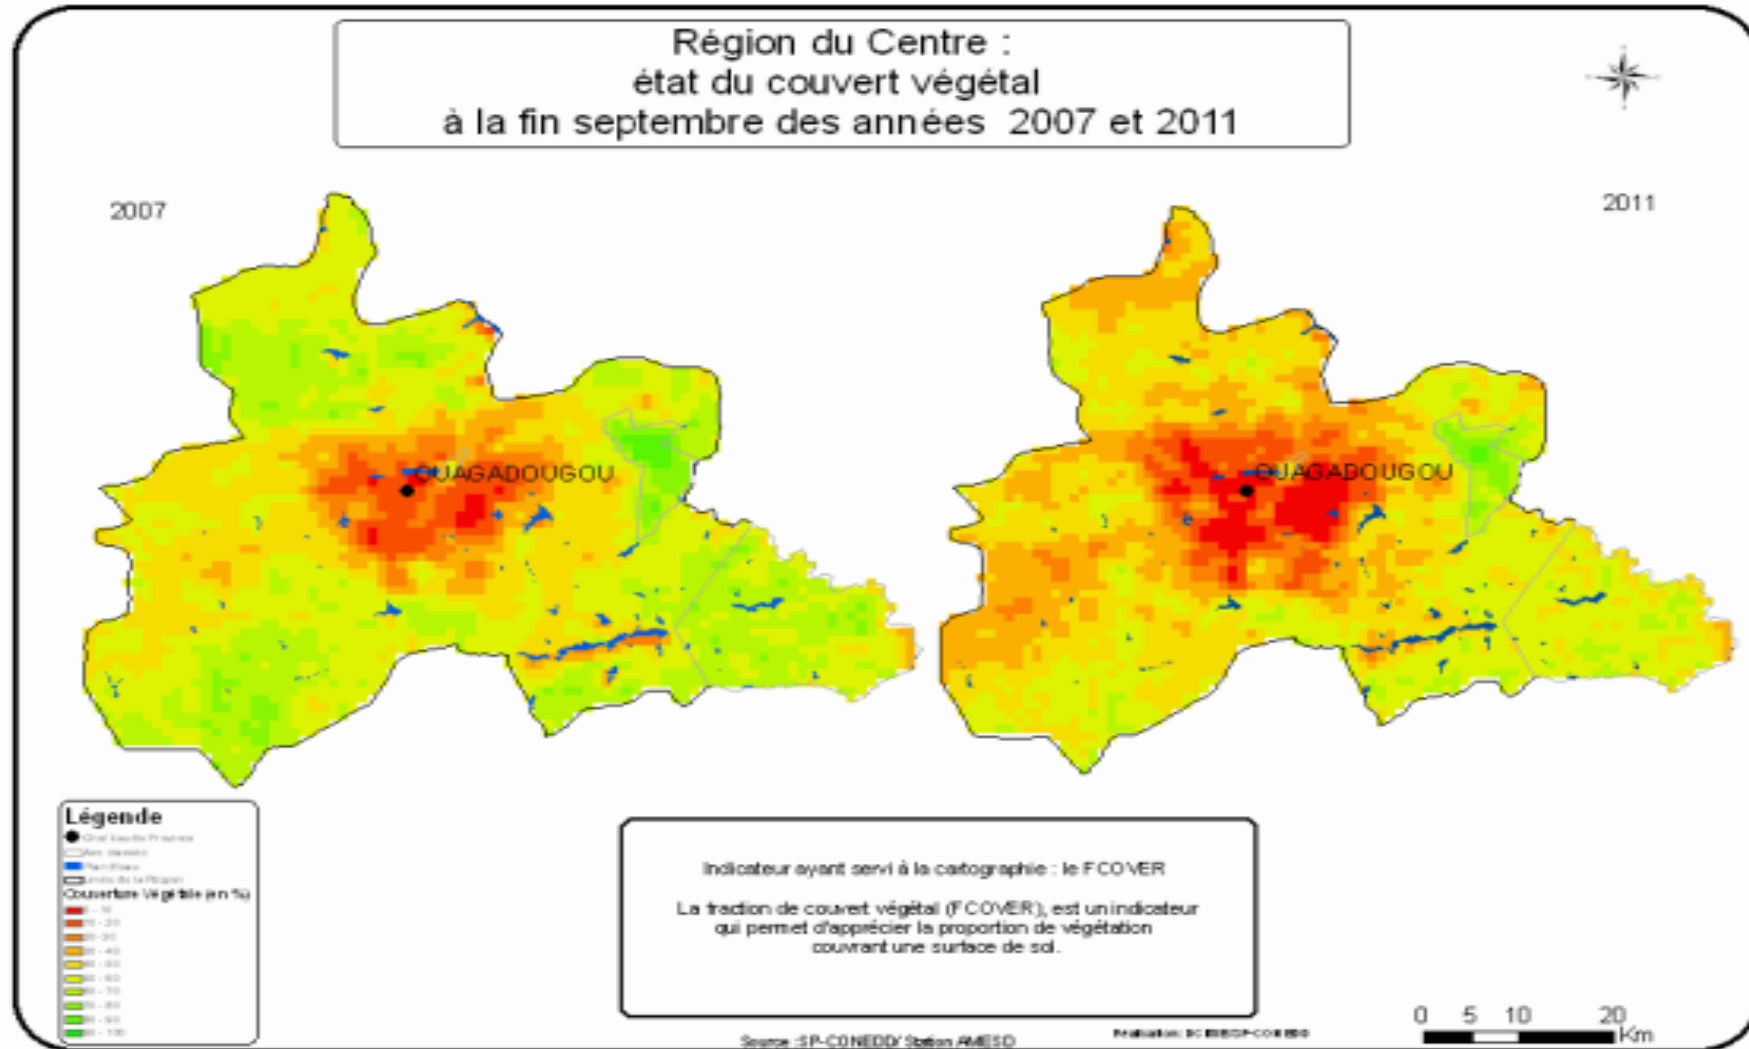 Région du Centre :
état du couvert végétal
à la fin septembre des années 2007 et 2011
2007
2011
OUAGADOUGOU
OUAGADOUGOU
Légende
Couverture Végétale (en %)
Indicateur ayant servi à la cartographie : le FCOVER
La fraction de couvert végétal (FCOVER), est un indicateur
qui permet d'apprécier la proportion de végétation
couvrant une surface de sol.
0 5 10 20
Km
Source :SP-CONEDD/ Station AMESD